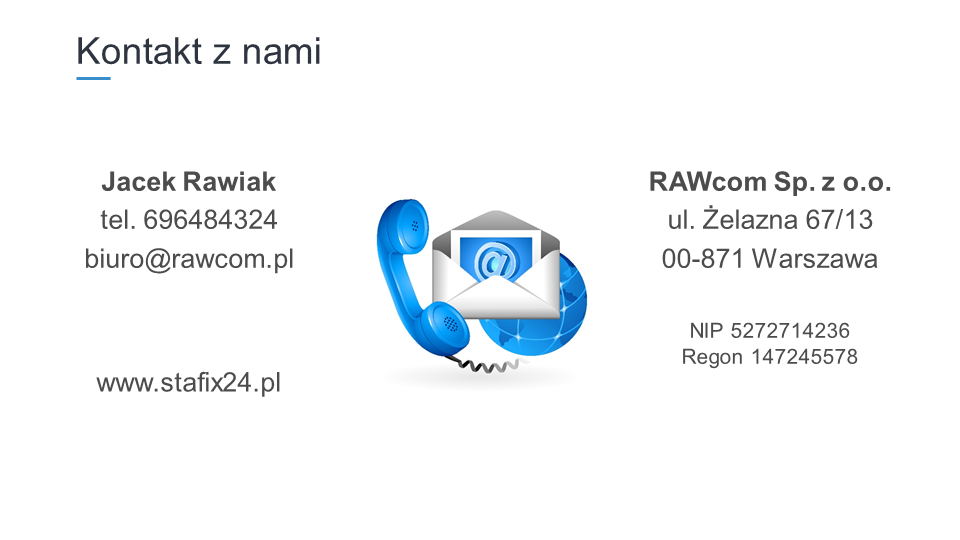 Kontakt z nami
Jacek Rawiak
tel. 696484324
biuro@rawcom.pl
www.stafix24.pl
@
RAWcom Sp. z o.o.
ul. Żelazna 67/13
00-871 Warszawa
NIP 5272714236
Regon 147245578